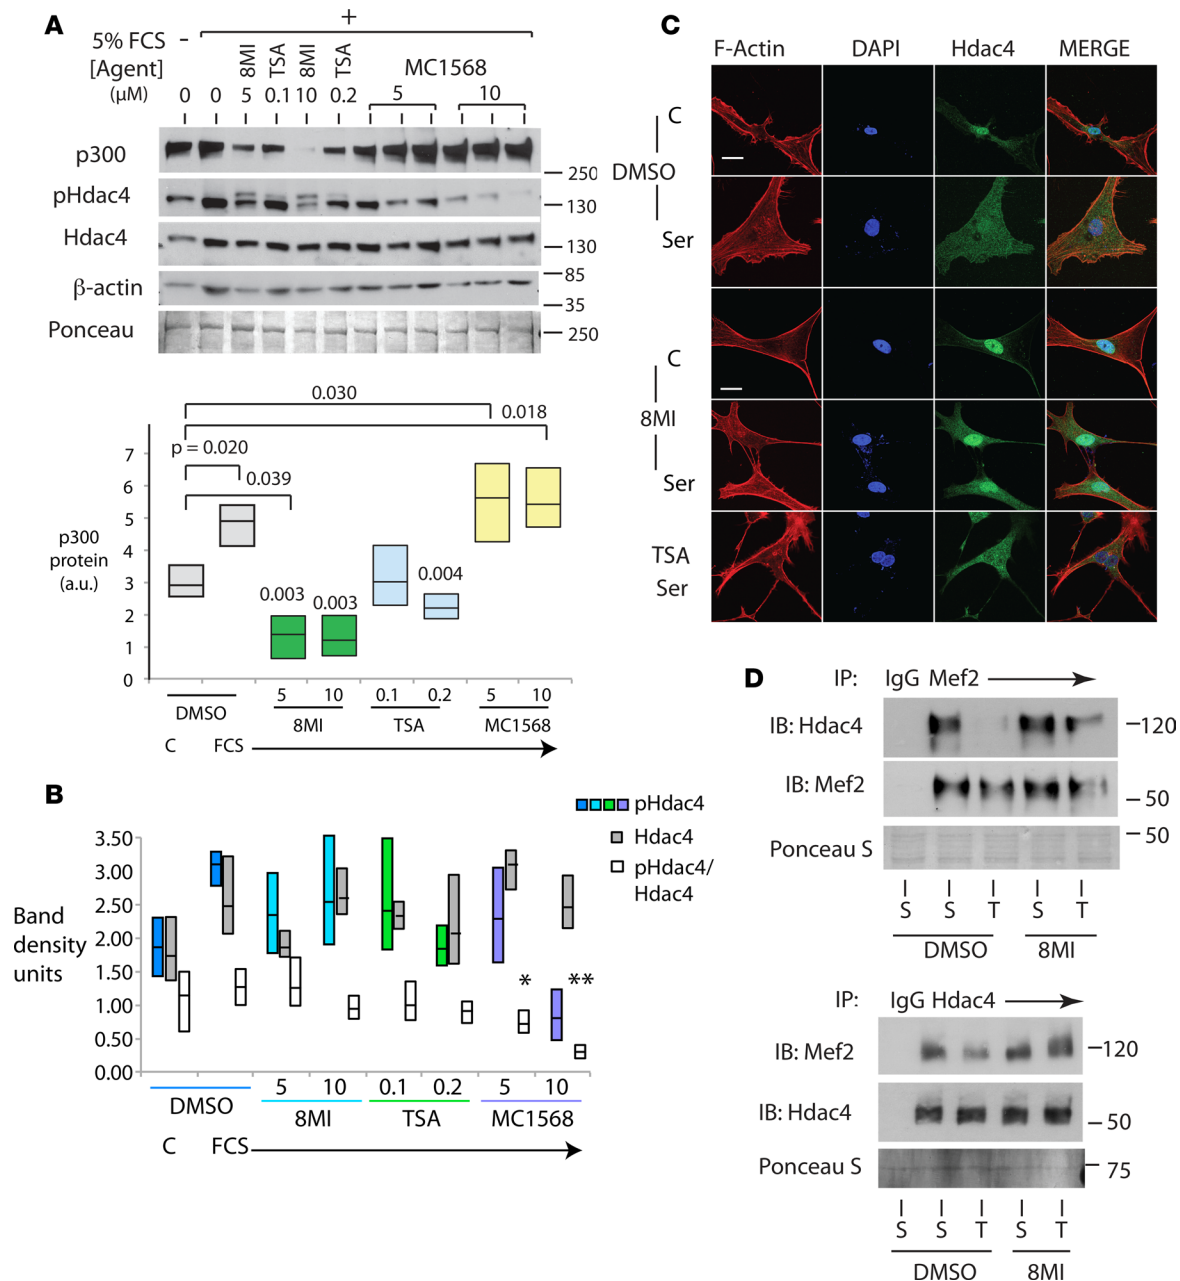 A
+
5% FCS -
[Agent] 8MI TSA 8MI TSA MC1568
(μM) 0 0 5 0.1 10 0.2 5 10
p300
250
pHdac4
130
Hdac4
130
85
β-actin
35
Ponceau
250
0.030
0.018
p = 0.020
0.039
7
6
5
4
3
2
1
0
p300
protein
(a.u.)
0.003
0.003
0.004
5 10 0.1 0.2 5 10
DMSO 8MI TSA MC1568
C FCS
B
pHdac4
Hdac4
pHdac4/
Hdac4
3.50
3.00
2.50
2.00
1.50
1.00
0.50
0.00
Band
density
units
* **
5 10 0.1 0.2 5 10
DMSO 8MI TSA MC1568
C FCS
C
F-Actin DAPI Hdac4 MERGE
C
DMSO
Ser
C
8MI
Ser
TSA
Ser
D
IP: IgG Mef2
IB: Hdac4
120
IB: Mef2
50
50
Ponceau S
S S T S T
DMSO 8MI
IP: IgG Hdac4
IB: Mef2
120
IB: Hdac4
50
Ponceau S
75
S S T S T
DMSO 8MI